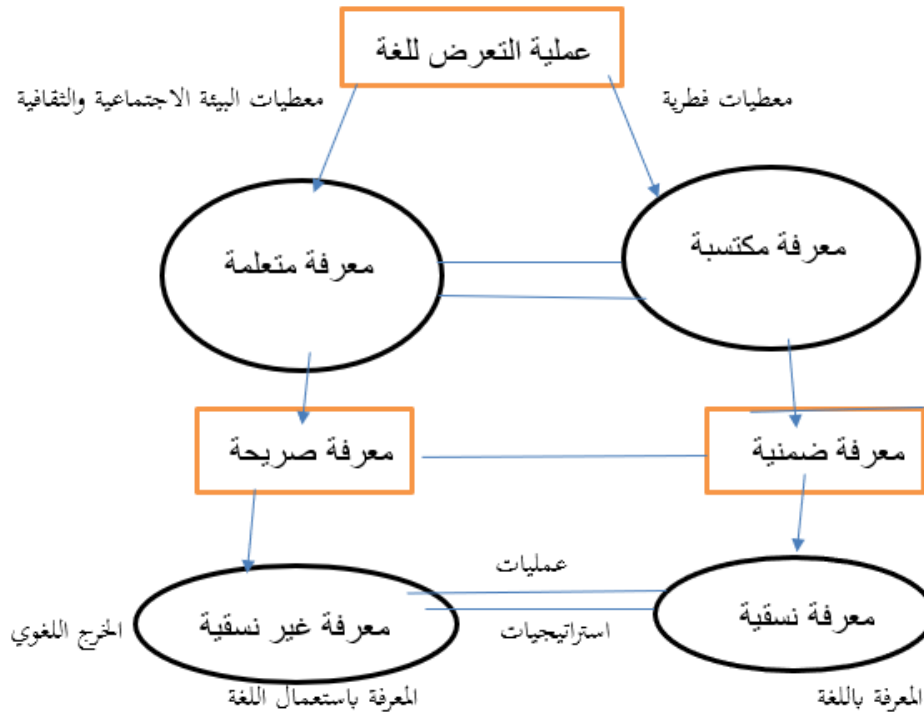 عملية التعرض للغة
معطيات فطرية
معطيات البيئة الاجتماعية والثقافية
معرفة مكتسبة
معرفة متعلمة
معرفة ضمنية
معرفة صريحة
عمليات
معرفة نسقية
معرفة غير نسقية
استراتيجيات
الخرج اللغوي
المعرفة باللغة
المعرفة باستعمال اللغة